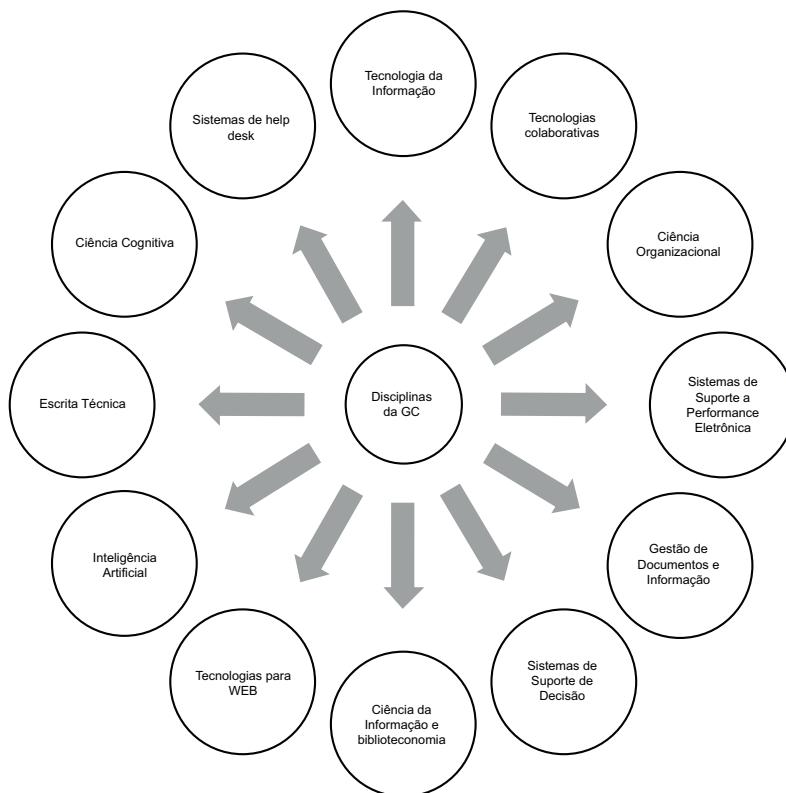 Tecnologia da
Informação
Tecnologias
colaborativas
Ciência
Organizacional
Sistemas de
Suporte a
Performance
Eletrônica
Gestão de
Documentos e
Informação
Sistemas de
Suporte de
Decisão
Ciência da
Informação e
biblioteconomia
Tecnologias para
WEB
Inteligência
Artificial
Escrita Técnica
Ciência Cognitiva
Sistemas de help
desk
Disciplinas
da GC